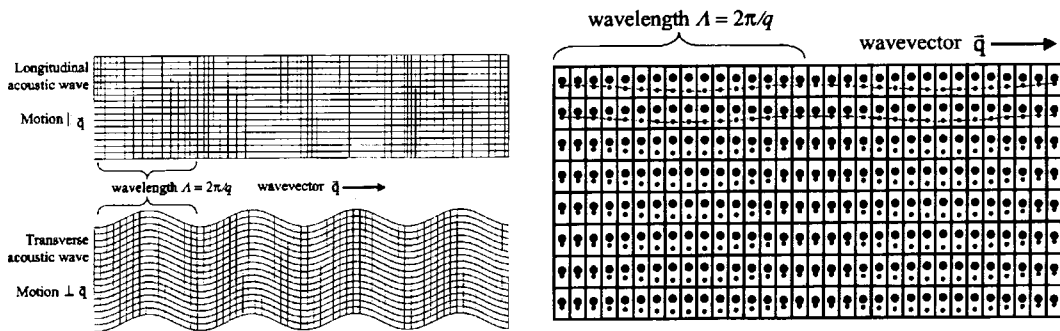 Longitudinal
acoustic wave
Motion || q̄
wavelength Λ = 2π/q
wavevector q̄
Transverse
acoustic wave
Motion ⊥ q̄
wavelength Λ = 2π/q
wavevector q̄